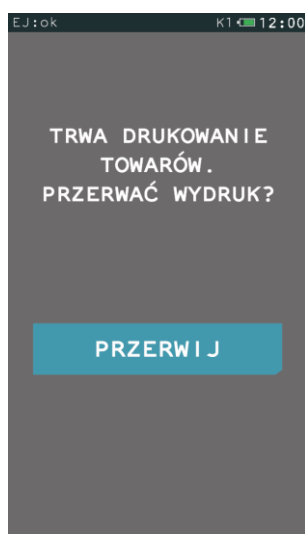 EJ:ok K1 12:00
TRWA DRUKOWANIE
TOWARÓW.
PRZERWAĆ WYDRUK?
PRZERWIJ